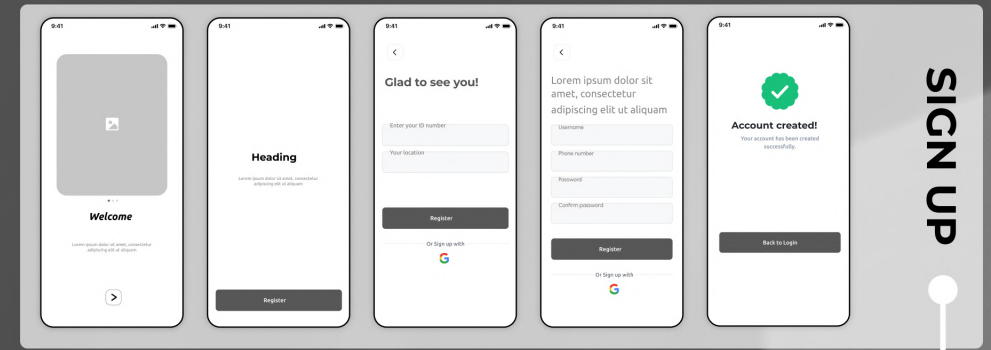 9:41
Welcome
Lorem ipsum dolor sit amet, consectetur
adipiscing elit ut aliquam
9:41
Heading
Lorem ipsum dolor sit amet, consectetur
adipiscing elit ut aliquam
Register
9:41
Glad to see you!
Enter your ID number
Your location
Register
Or Sign up with
G
9:41
Lorem ipsum dolor sit
amet, consectetur
adipiscing elit ut aliquam
Username
Phone number
Password
Confirm password
Register
Or Sign up with
G
9:41
Account created!
Your account has been created
successfully.
Back to Login
SIGN UP